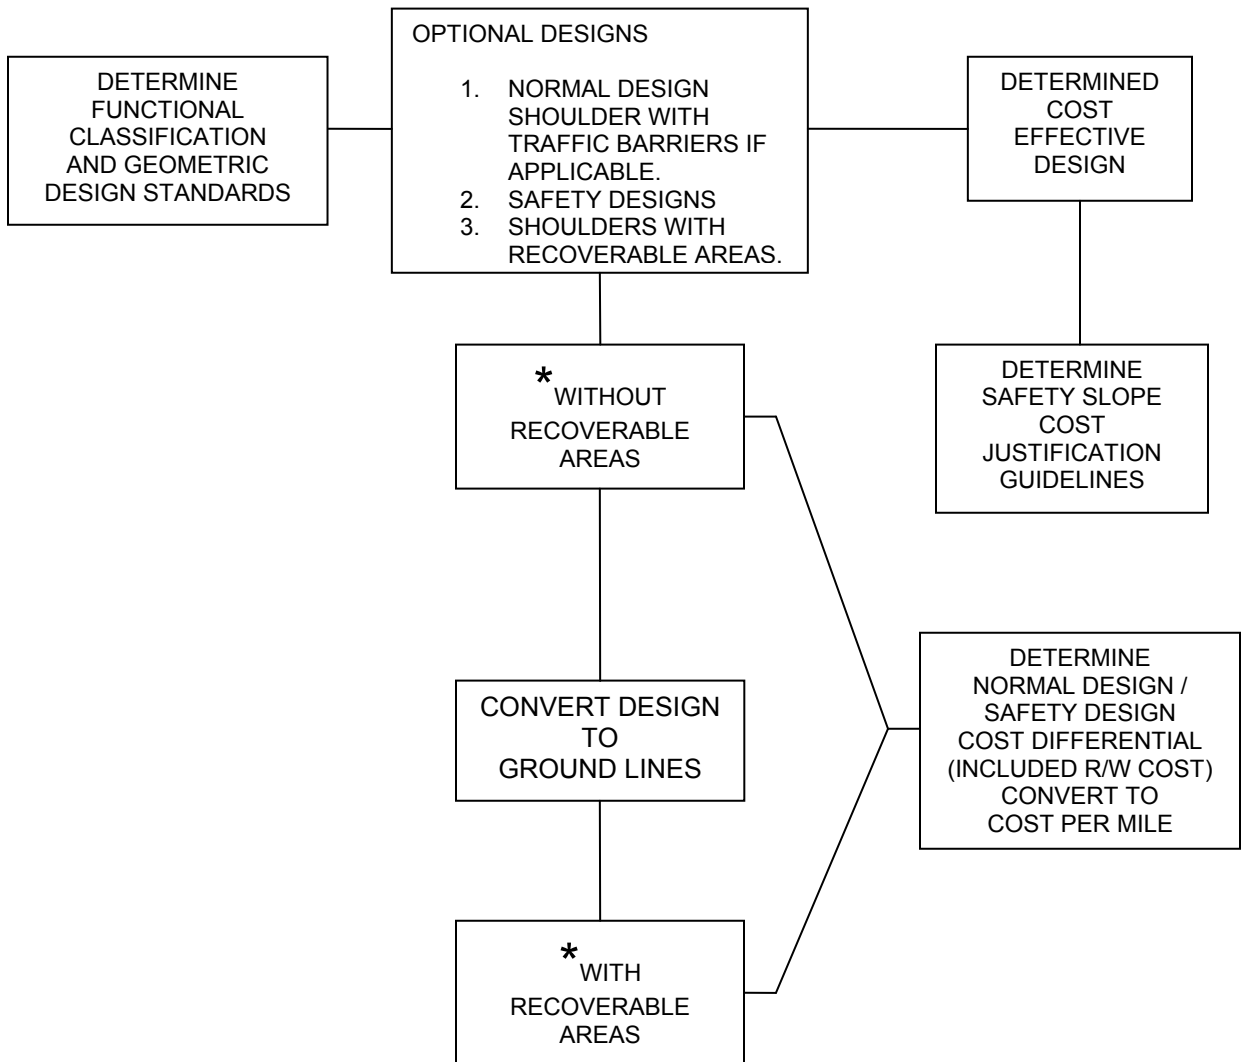 DETERMINE
FUNCTIONAL
CLASSIFICATION
AND GEOMETRIC
DESIGN STANDARDS
OPTIONAL DESIGNS
1. NORMAL DESIGN
SHOULDER WITH
TRAFFIC BARRIERS IF
APPLICABLE.
2. SAFETY DESIGNS
3. SHOULDERS WITH
RECOVERABLE AREAS.
DETERMINED
COST
EFFECTIVE
DESIGN
*WITHOUT
RECOVERABLE
AREAS
DETERMINE
SAFETY SLOPE
COST
JUSTIFICATION
GUIDELINES
CONVERT DESIGN
TO
GROUND LINES
DETERMINE
NORMAL DESIGN /
SAFETY DESIGN
COST DIFFERENTIAL
(INCLUDED R/W COST)
CONVERT TO
COST PER MILE
*WITH
RECOVERABLE
AREAS